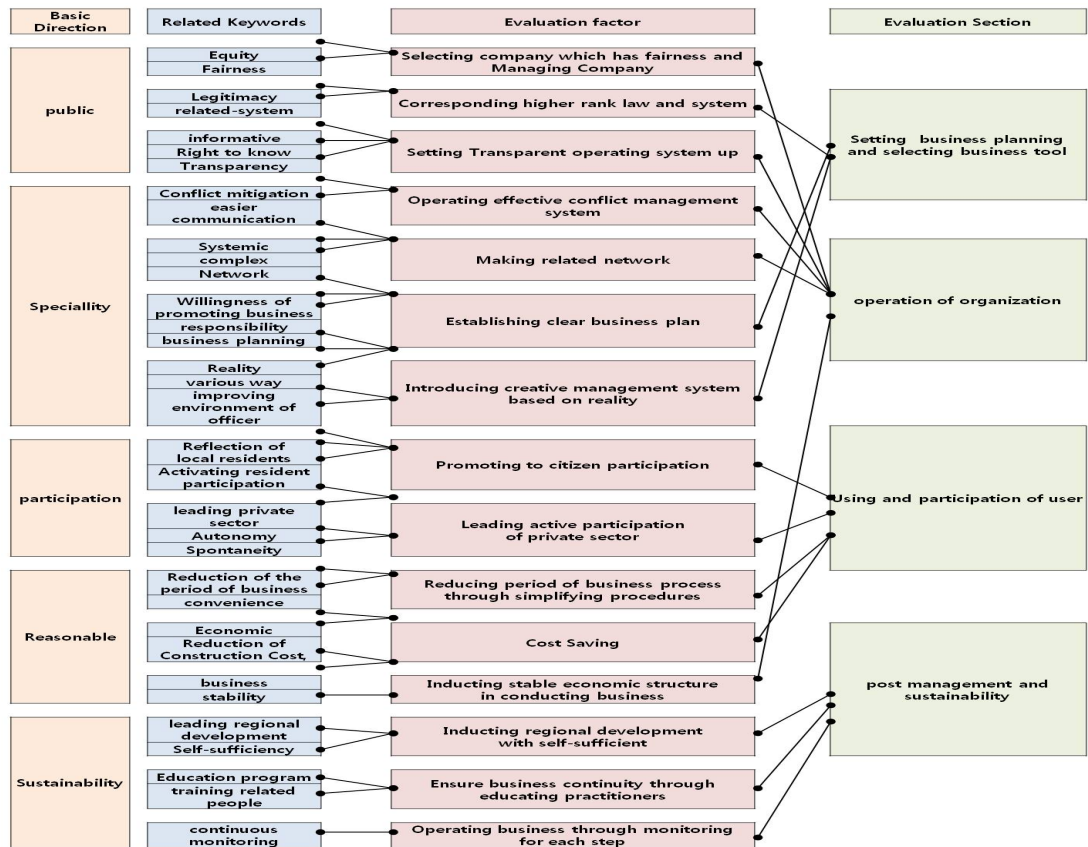 Basic
Direction
Related Keywords
Evaluation factor
Evaluation Section
public
Equity
Fairness
Selecting company which has fairness and
Managing Company
Legitimacy
related-system
Corresponding higher rank law and system
informative
Right to know
Transparency
Setting Transparent operating system up
Setting business planning
and selecting business tool
Speciallity
Conflict mitigation
easier
communication
Operating effective conflict management
system
Systemic
complex
Network
Making related network
Willingness of
promoting business
responsibility
business planning
Establishing clear business plan
Reality
various way
improving
environment of
officer
Introducing creative management system
based on reality
operation of organization
participation
Reflection of
local residents
Activating resident
participation
Promoting to citizen participation
leading private
sector
Autonomy
Spontaneity
Leading active participation
of private sector
Using and participation of user
Reasonable
Reduction of the
period of business
convenience
Reducing period of business process
through simplifying procedures
Economic
Reduction of
Construction Cost,
Cost Saving
business
stability
Inducting stable economic structure
in conducting business
post management and
sustainability
Sustainability
leading regional
development
Self-sufficiency
Inducting regional development
with self-sufficient
Education program
training related
people
Ensure business continuity through
educating practitioners
continuous
monitoring
Operating business through monitoring
for each step